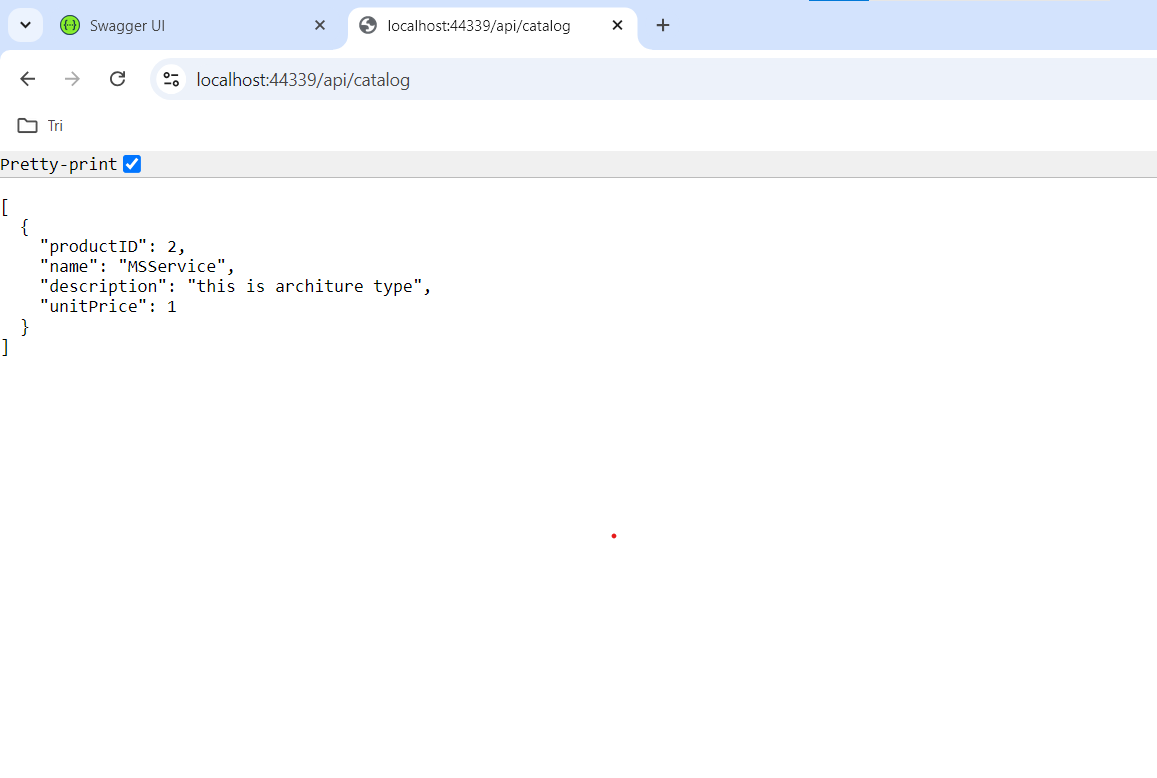 Swagger UI
localhost:44339/api/catalog
localhost:44339/api/catalog
Tri
Pretty-print
[
  {
    "productID": 2,
    "name": "MSService",
    "description": "this is architure type",
    "unitPrice": 1
  }
]